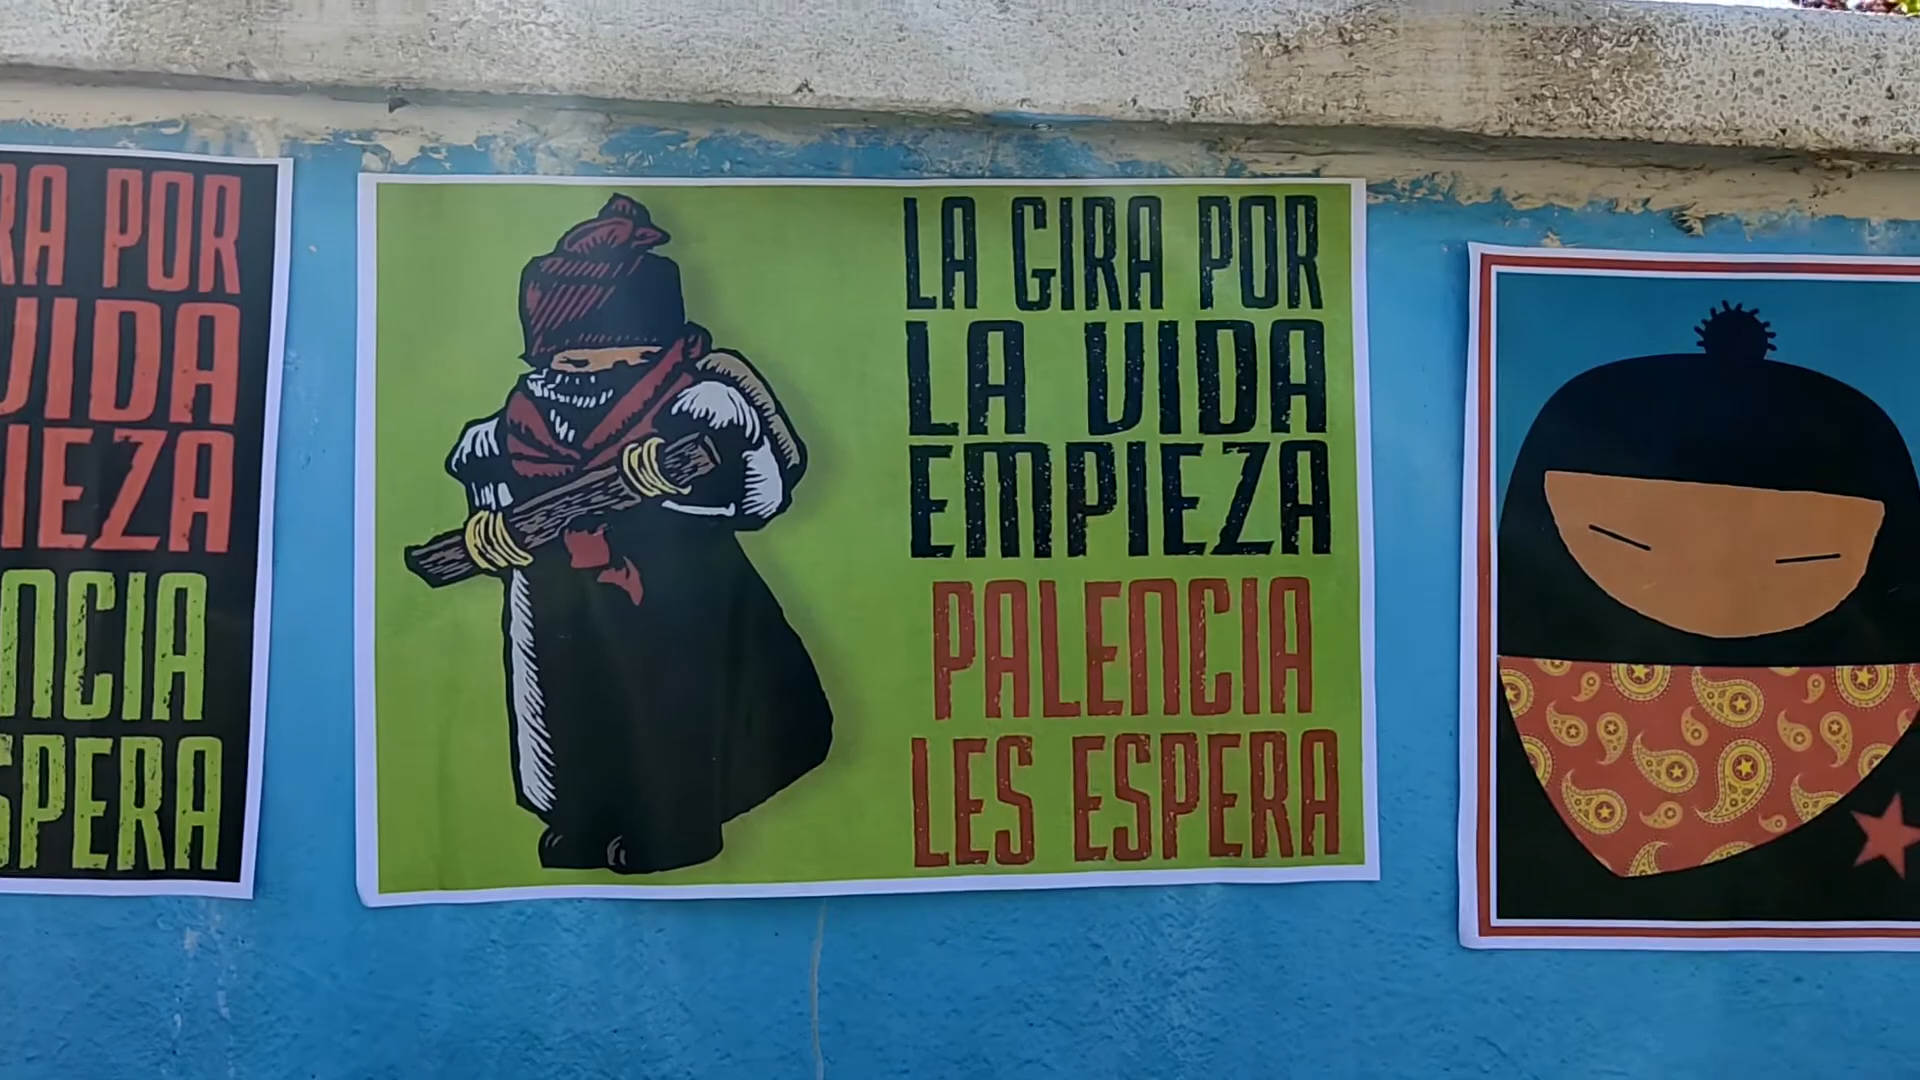 RA POR
VIDA
IEZA
NCIA
SPERA
LA GIRA POR
LA VIDA
EMPIEZA
PALENCIA
LES ESPERA